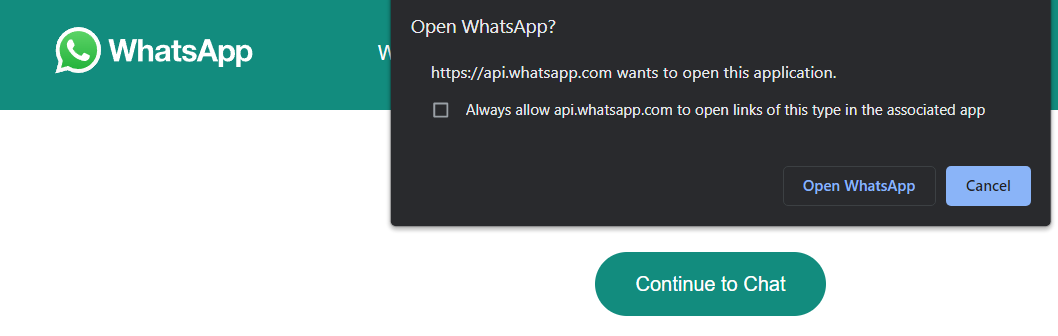 WhatsApp
Open WhatsApp?
https://api.whatsapp.com wants to open this application.
Always allow api.whatsapp.com to open links of this type in the associated app
Open WhatsApp
Cancel
Continue to Chat